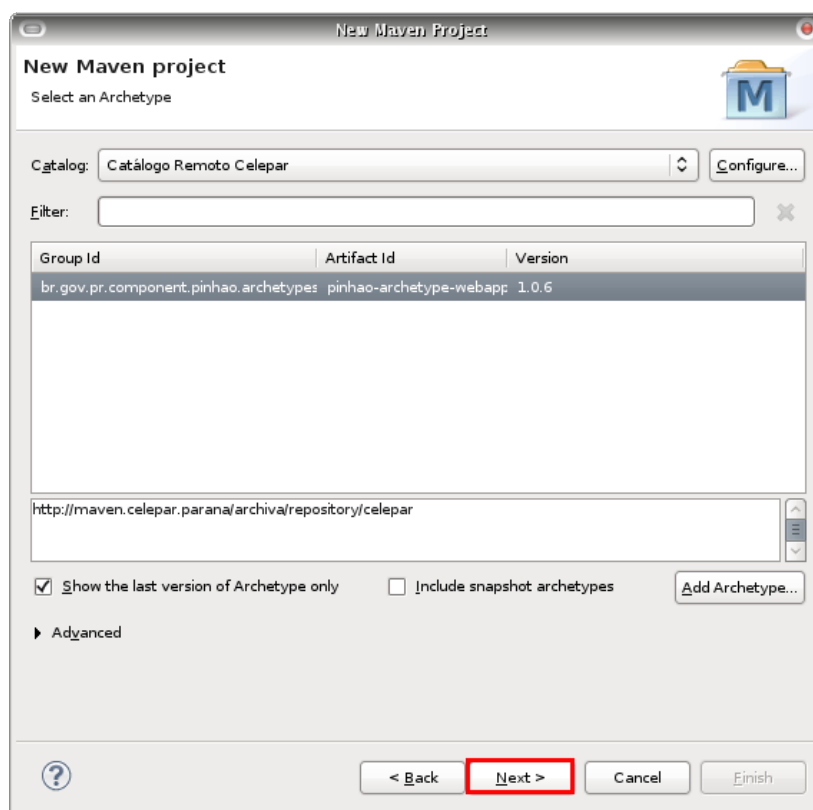 New Maven Project
New Maven project
Select an Archetype
M
Catalog: Catálogo Remoto Celepar Configure...
Filter:
Group Id Artifact Id Version
br.gov.pr.component.pinhao.archetypes pinhao-archetype-webapp 1.0.6
http://maven.celepar.parana/archiva/repository/celepar
Show the last version of Archetype only Include snapshot archetypes Add Archetype...
Advanced
? < Back Next > Cancel Finish